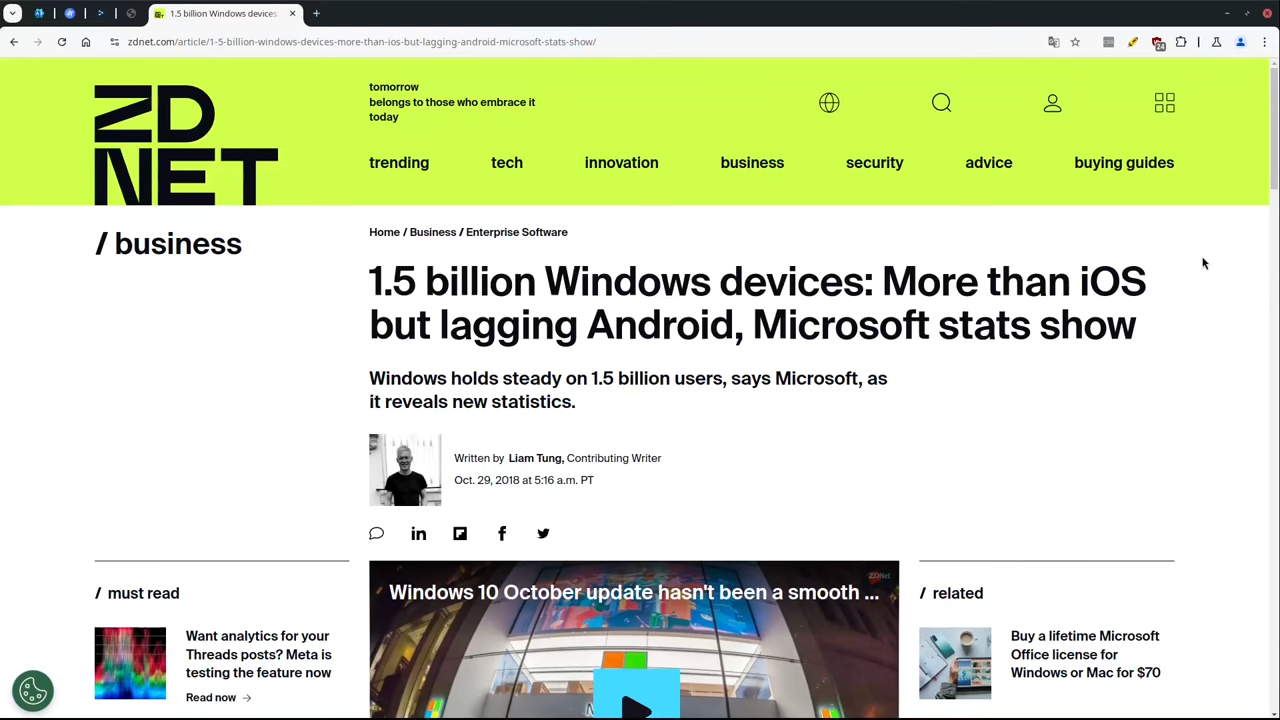 1.5 billion Windows devices
zdnet.com/article/1-5-billion-windows-devices-more-than-ios-but-lagging-android-microsoft-stats-show/
24
ZD
NET
tomorrow
belongs to those who embrace it
today
trending
tech
innovation
business
security
advice
buying guides
/ business
Home / Business / Enterprise Software
1.5 billion Windows devices: More than iOS
but lagging Android, Microsoft stats show
Windows holds steady on 1.5 billion users, says Microsoft, as
it reveals new statistics.
Written by Liam Tung, Contributing Writer
Oct. 29, 2018 at 5:16 a.m. PT
/ must read
Want analytics for your
Threads posts? Meta is
testing the feature now
Read now
ZDNet
Windows 10 October update hasn't been a smooth ...
/ related
Buy a lifetime Microsoft
Office license for
Windows or Mac for $70